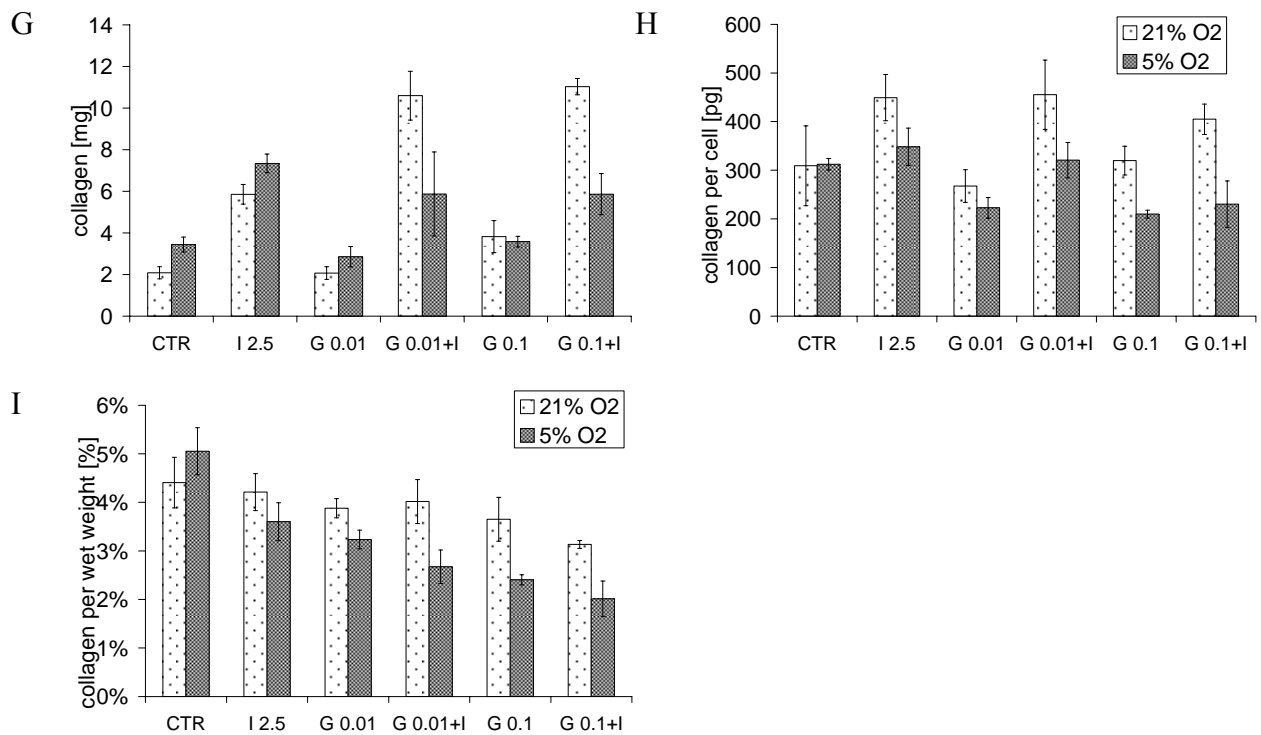 G
collagen [mg]
14
12
10
8
6
4
2
0
CTR I 2.5 G 0.01 G 0.01+I G 0.1 G 0.1+I
H
collagen per cell [pg]
600
500
400
300
200
100
0
21% O2
5% O2
CTR I 2.5 G 0.01 G 0.01+I G 0.1 G 0.1+I
I
collagen per wet weight [%]
6%
5%
4%
3%
2%
1%
0%
21% O2
5% O2
CTR I 2.5 G 0.01 G 0.01+I G 0.1 G 0.1+I